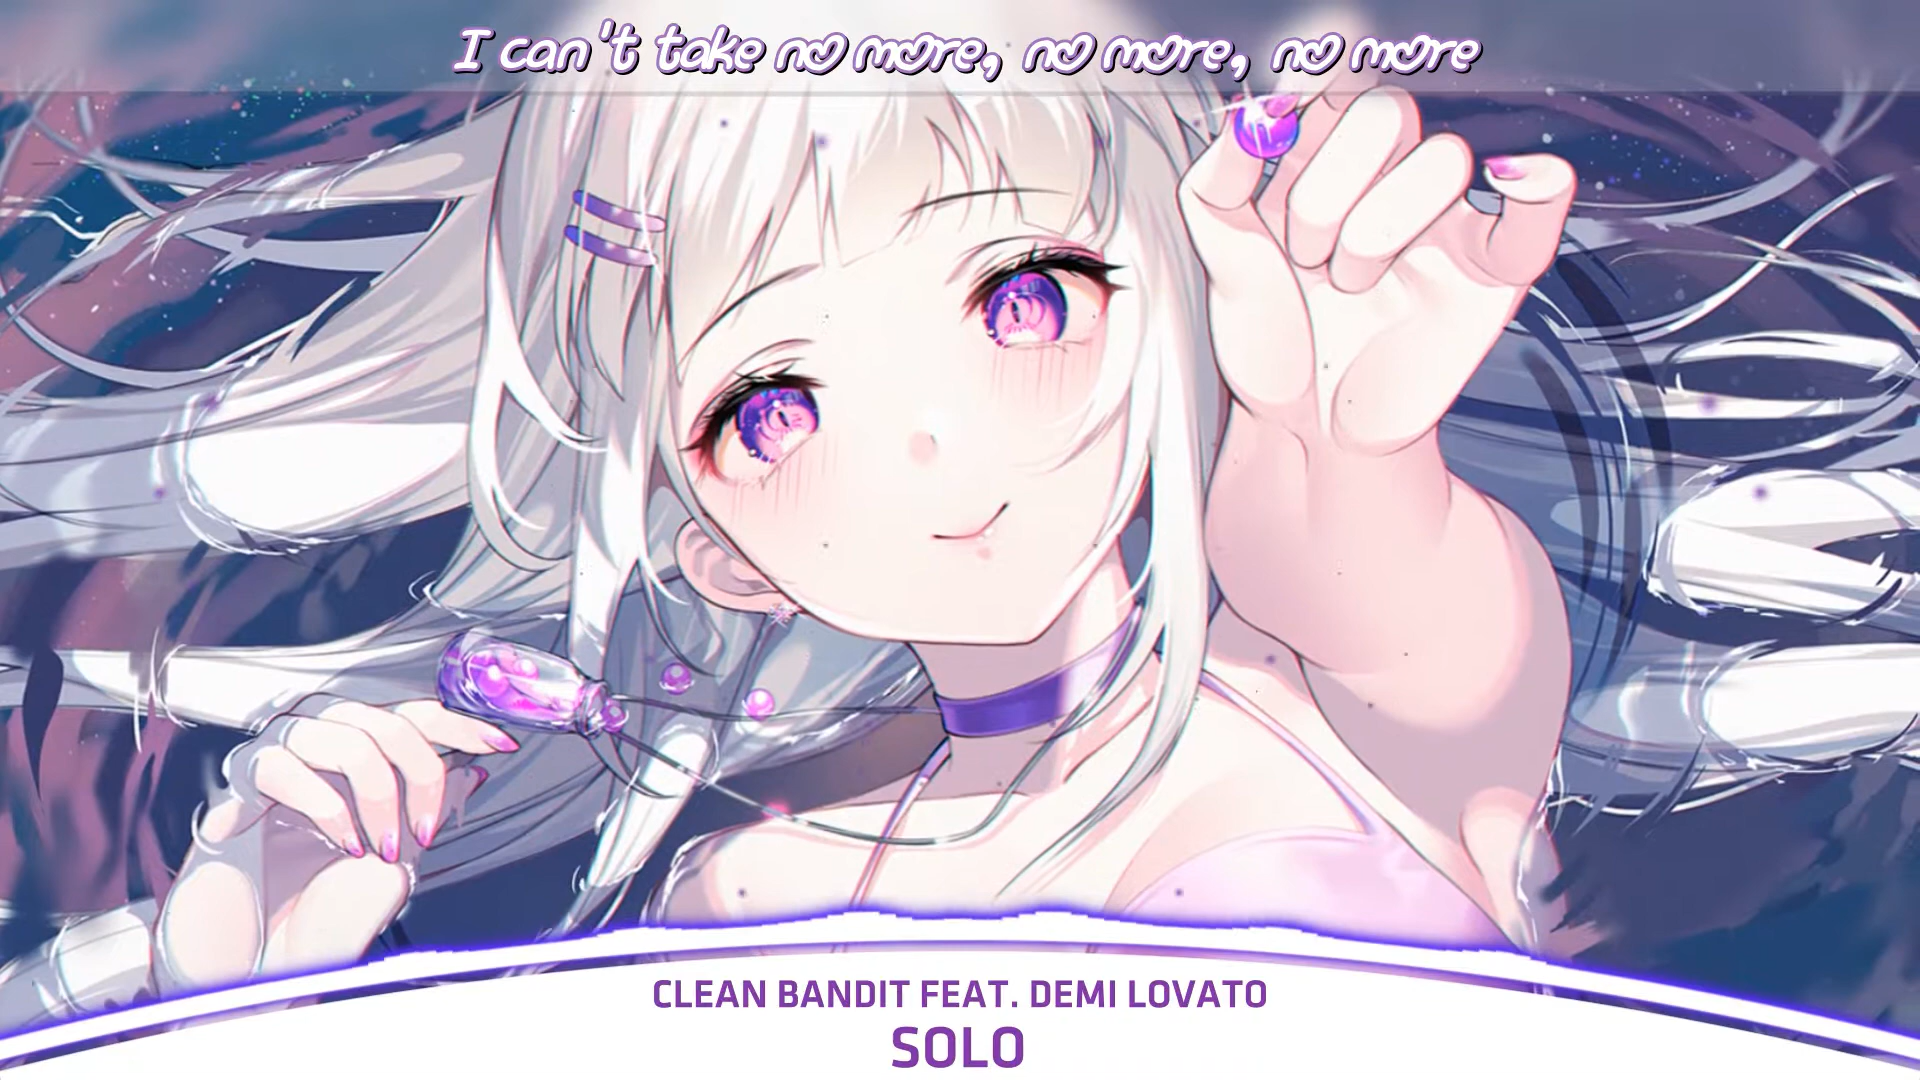 I can't take no more, no more, no more
CLEAN BANDIT FEAT. DEMI LOVATO
SOLO